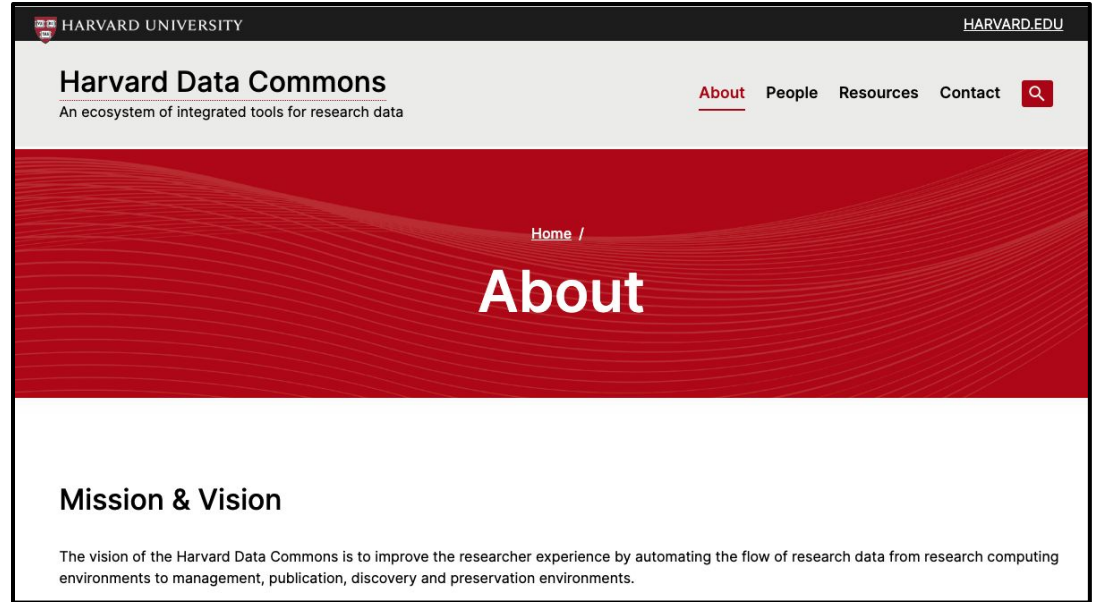 HARVARD UNIVERSITY
HARVARD.EDU
Harvard Data Commons
An ecosystem of integrated tools for research data
About People Resources Contact
Home /
About
Mission & Vision
The vision of the Harvard Data Commons is to improve the researcher experience by automating the flow of research data from research computing
environments to management, publication, discovery and preservation environments.